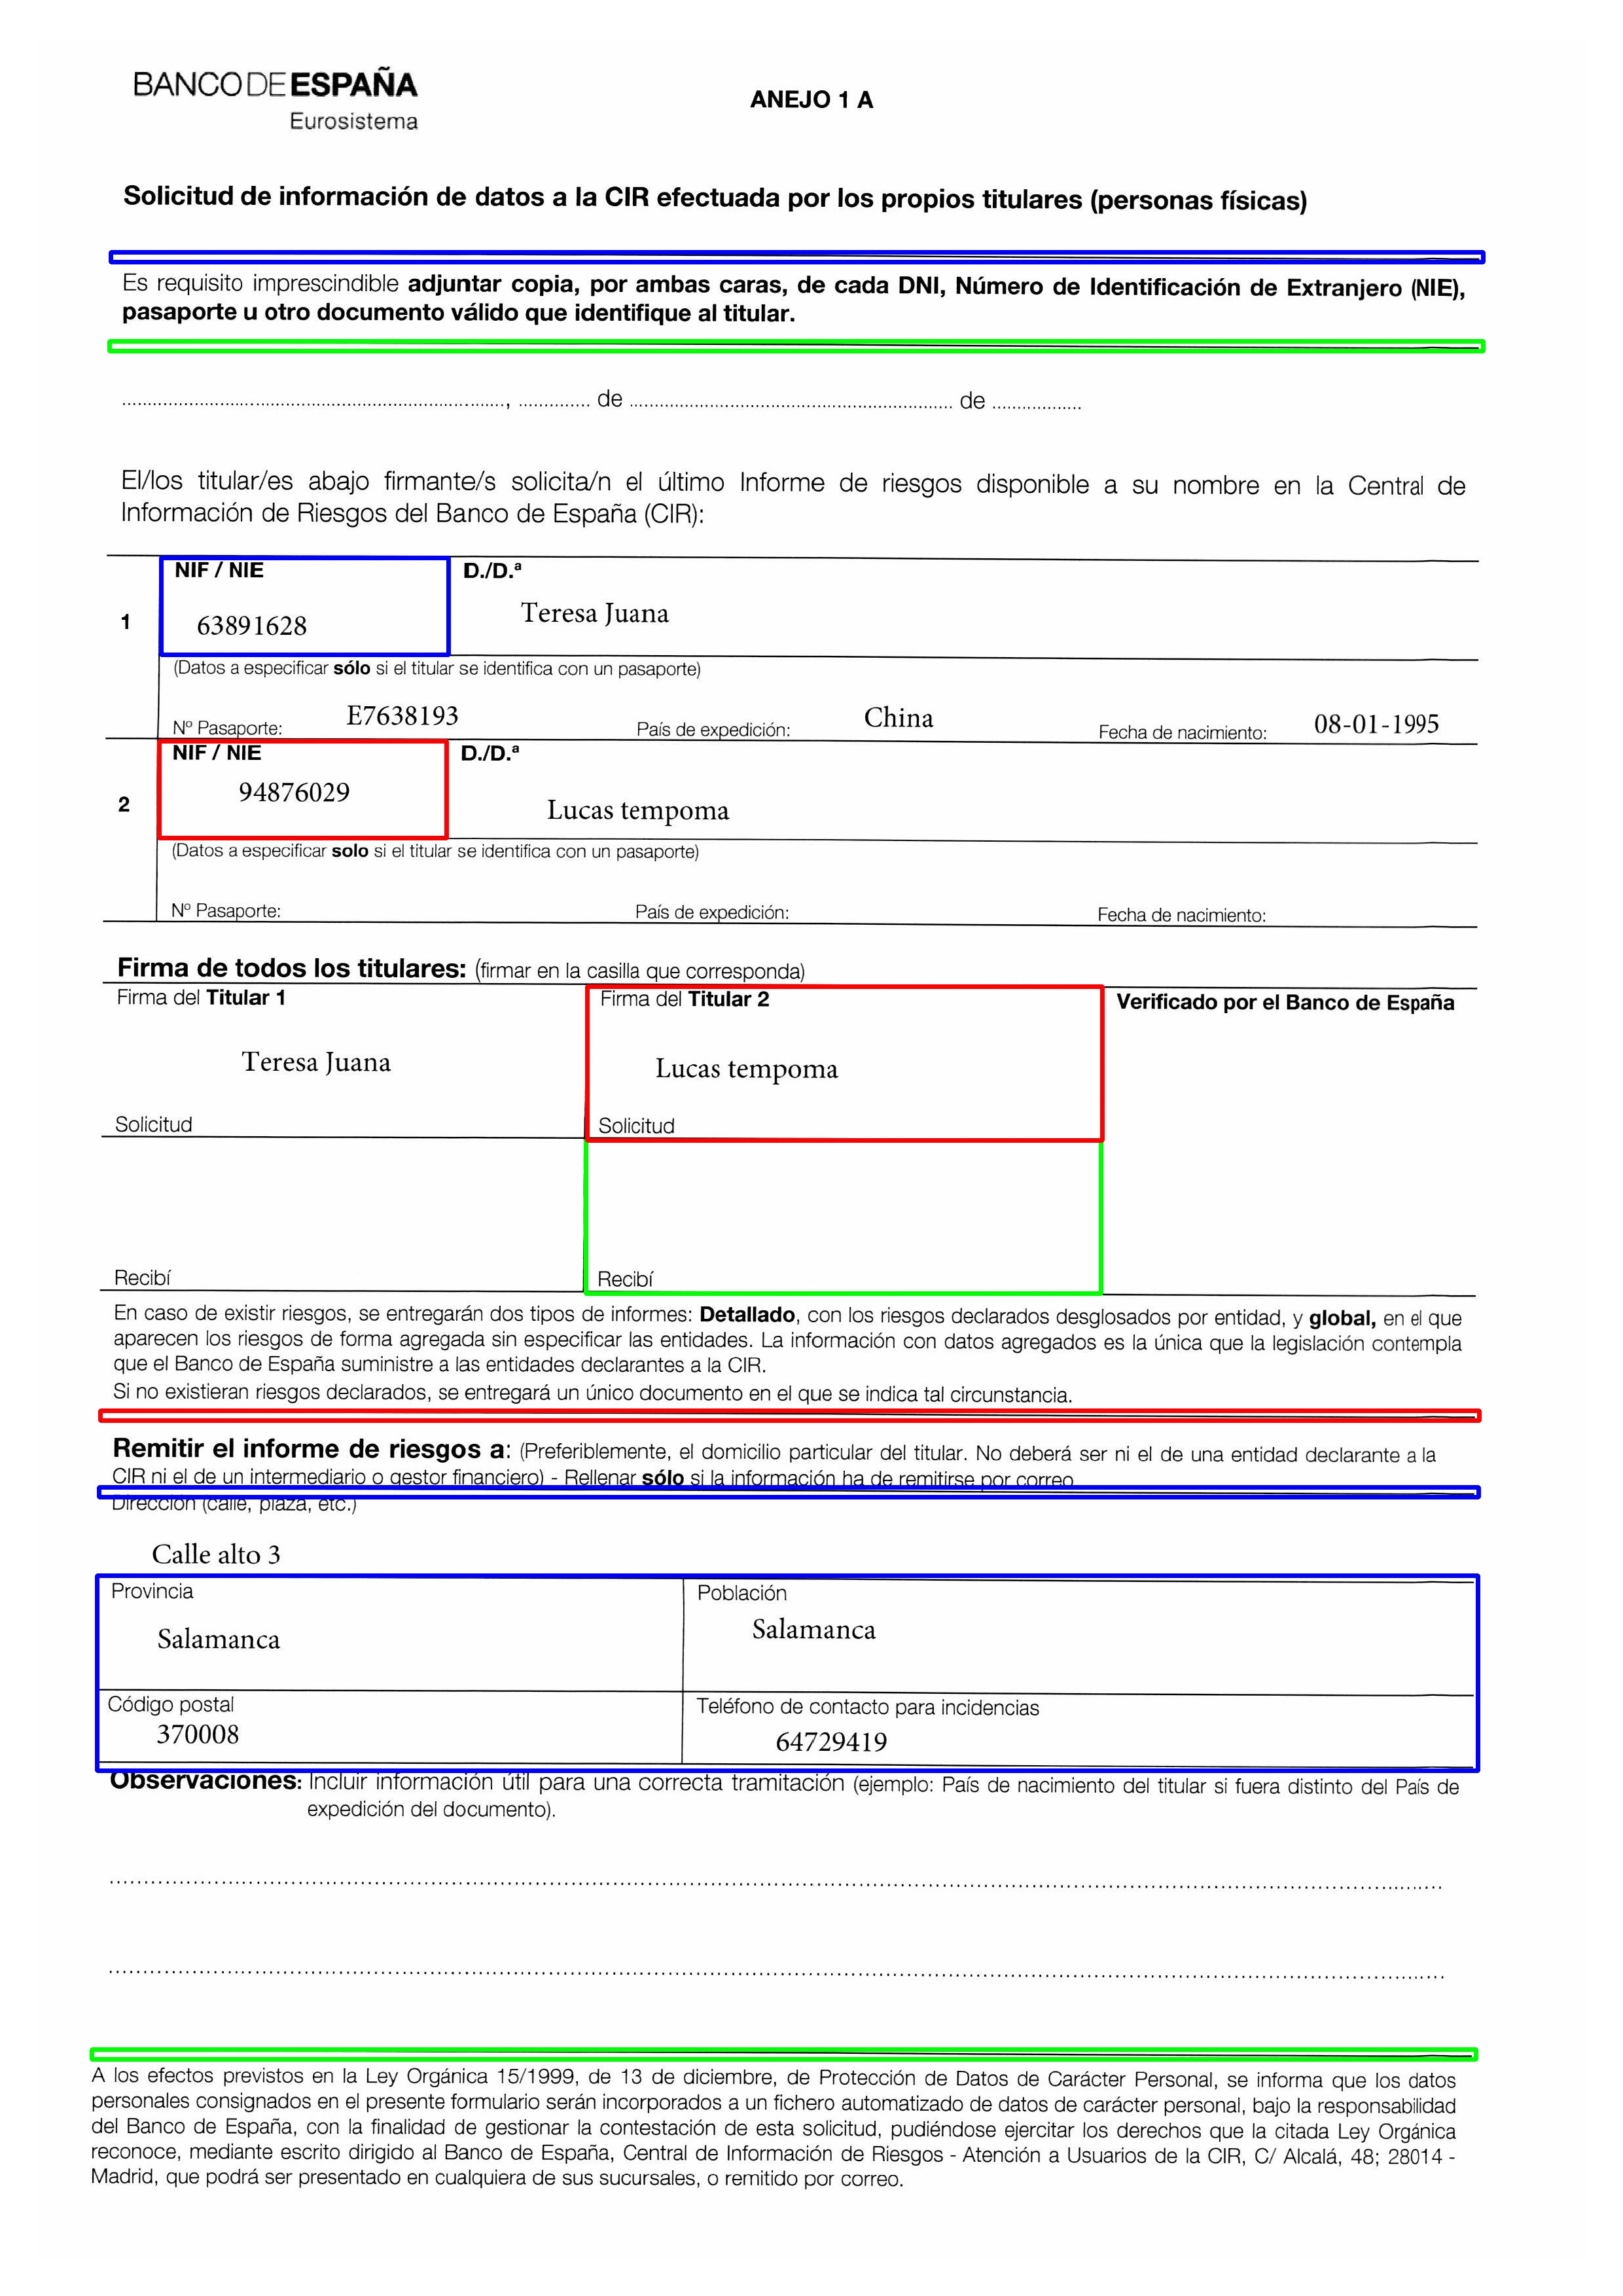 BANCO DE ESPAÑA
Eurosistema
ANEJO 1 A
Solicitud de información de datos a la CIR efectuada por los propios titulares (personas físicas)
Es requisito imprescindible adjuntar copia, por ambas caras, de cada DNI, Número de Identificación de Extranjero (NIE),
pasaporte u otro documento válido que identifique al titular.
........................................................................, ............. de ............................................................ de .................
El/los titular/es abajo firmante/s solicita/n el último Informe de riesgos disponible a su nombre en la Central de
Información de Riesgos del Banco de España (CIR):
NIF / NIE D./D.ª
1 63891628 Teresa Juana
(Datos a especificar sólo si el titular se identifica con un pasaporte)
Nº Pasaporte: E7638193 País de expedición: China Fecha de nacimiento: 08-01-1995
NIF / NIE D./D.ª
2 94876029 Lucas tempoma
(Datos a especificar solo si el titular se identifica con un pasaporte)
Nº Pasaporte: País de expedición: Fecha de nacimiento:
Firma de todos los titulares: (firmar en la casilla que corresponda)
Firma del Titular 1 Firma del Titular 2 Verificado por el Banco de España
Teresa Juana Lucas tempoma
Solicitud Solicitud
Recibí Recibí
En caso de existir riesgos, se entregarán dos tipos de informes: Detallado, con los riesgos declarados desglosados por entidad, y global, en el que
aparecen los riesgos de forma agregada sin especificar las entidades. La información con datos agregados es la única que la legislación contempla
que el Banco de España suministre a las entidades declarantes a la CIR.
Si no existieran riesgos declarados, se entregará un único documento en el que se indica tal circunstancia.
Remitir el informe de riesgos a: (Preferiblemente, el domicilio particular del titular. No deberá ser ni el de una entidad declarante a la
CIR ni el de un intermediario o gestor financiero) - Rellenar sólo si la información ha de remitirse por correo
Dirección (calle, plaza, etc.)
Calle alto 3
Provincia Población
Salamanca Salamanca
Código postal Teléfono de contacto para incidencias
370008 64729419
Observaciones: Incluir información útil para una correcta tramitación (ejemplo: País de nacimiento del titular si fuera distinto del País de
expedición del documento).
A los efectos previstos en la Ley Orgánica 15/1999, de 13 de diciembre, de Protección de Datos de Carácter Personal, se informa que los datos
personales consignados en el presente formulario serán incorporados a un fichero automatizado de datos de carácter personal, bajo la responsabilidad
del Banco de España, con la finalidad de gestionar la contestación de esta solicitud, pudiéndose ejercitar los derechos que la citada Ley Orgánica
reconoce, mediante escrito dirigido al Banco de España, Central de Información de Riesgos - Atención a Usuarios de la CIR, C/ Alcalá, 48; 28014 -
Madrid, que podrá ser presentado en cualquiera de sus sucursales, o remitido por correo.